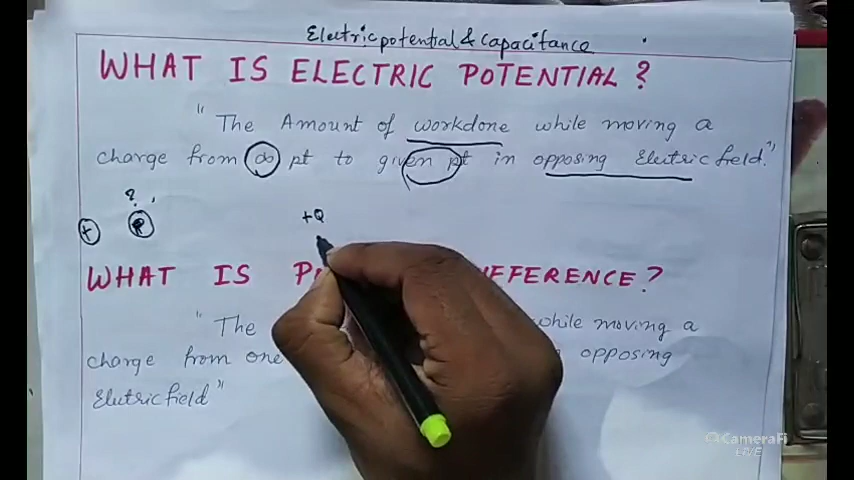 Electric potential & capacitance
WHAT IS ELECTRIC POTENTIAL ?
" The Amount of workdone while moving a
charge from ∞ pt to given pt in opposing Electric field."
?
+ P +Q
WHAT IS DIFFERENCE?
" The while moving a
charge from one opposing
Electric field"
CameraFi
LIVE